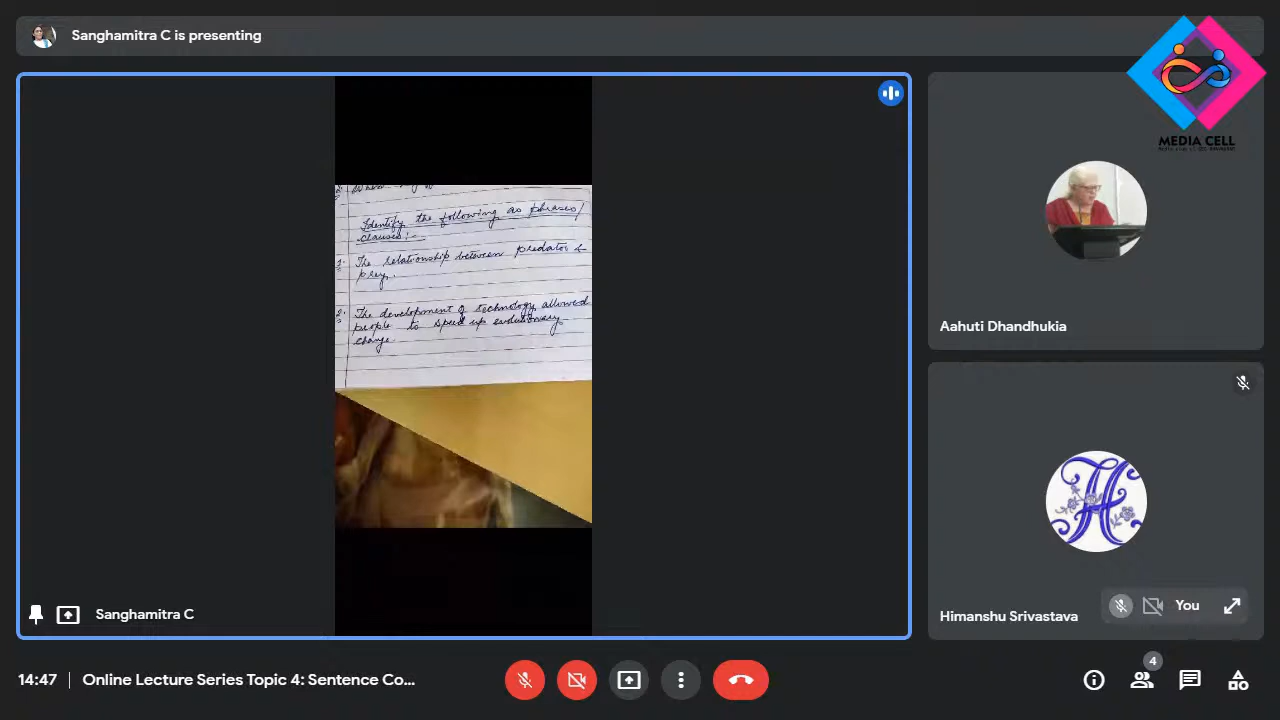 Sanghamitra C is presenting
MEDIA CELL
Identify the following as phrases/
clauses:-
1. The relationship between predator &
prey.
2. The development of technology allowed
people to speed up evolutionary
change.
Aahuti Dhandhukia
Himanshu Srivastava
You
Sanghamitra C
14:47 | Online Lecture Series Topic 4: Sentence Co...
4